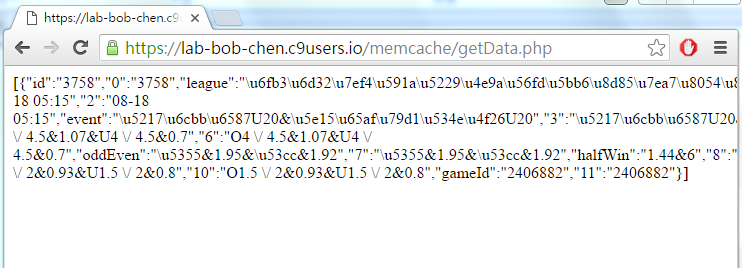 https://lab-bob-chen.c9
https://lab-bob-chen.c9users.io/memcache/getData.php
[{"id":"3758","0":"3758","league":"\u6fb3\u6d32\u7ef4\u591a\u5229\u4e9a\u56fd\u5bb6\u8d85\u7ea7\u8054\u8
18 05:15","2":"08-18
05:15","event":"\u5217\u6cbb\u6587U20&\u5e15\u65af\u79d1\u534e\u4f26U20","3":"\u5217\u6cbb\u6587U20&
\/ 4.5&1.07&U4 \/ 4.5&0.7","6":"O4 \/ 4.5&1.07&U4 \/
4.5&0.7","oddEven":"\u5355&1.95&\u53cc&1.92","7":"\u5355&1.95&\u53cc&1.92","halfWin":"1.44&6","8":"
\/ 2&0.93&U1.5 \/ 2&0.8","10":"O1.5 \/ 2&0.93&U1.5 \/ 2&0.8","gameId":"2406882","11":"2406882"}]